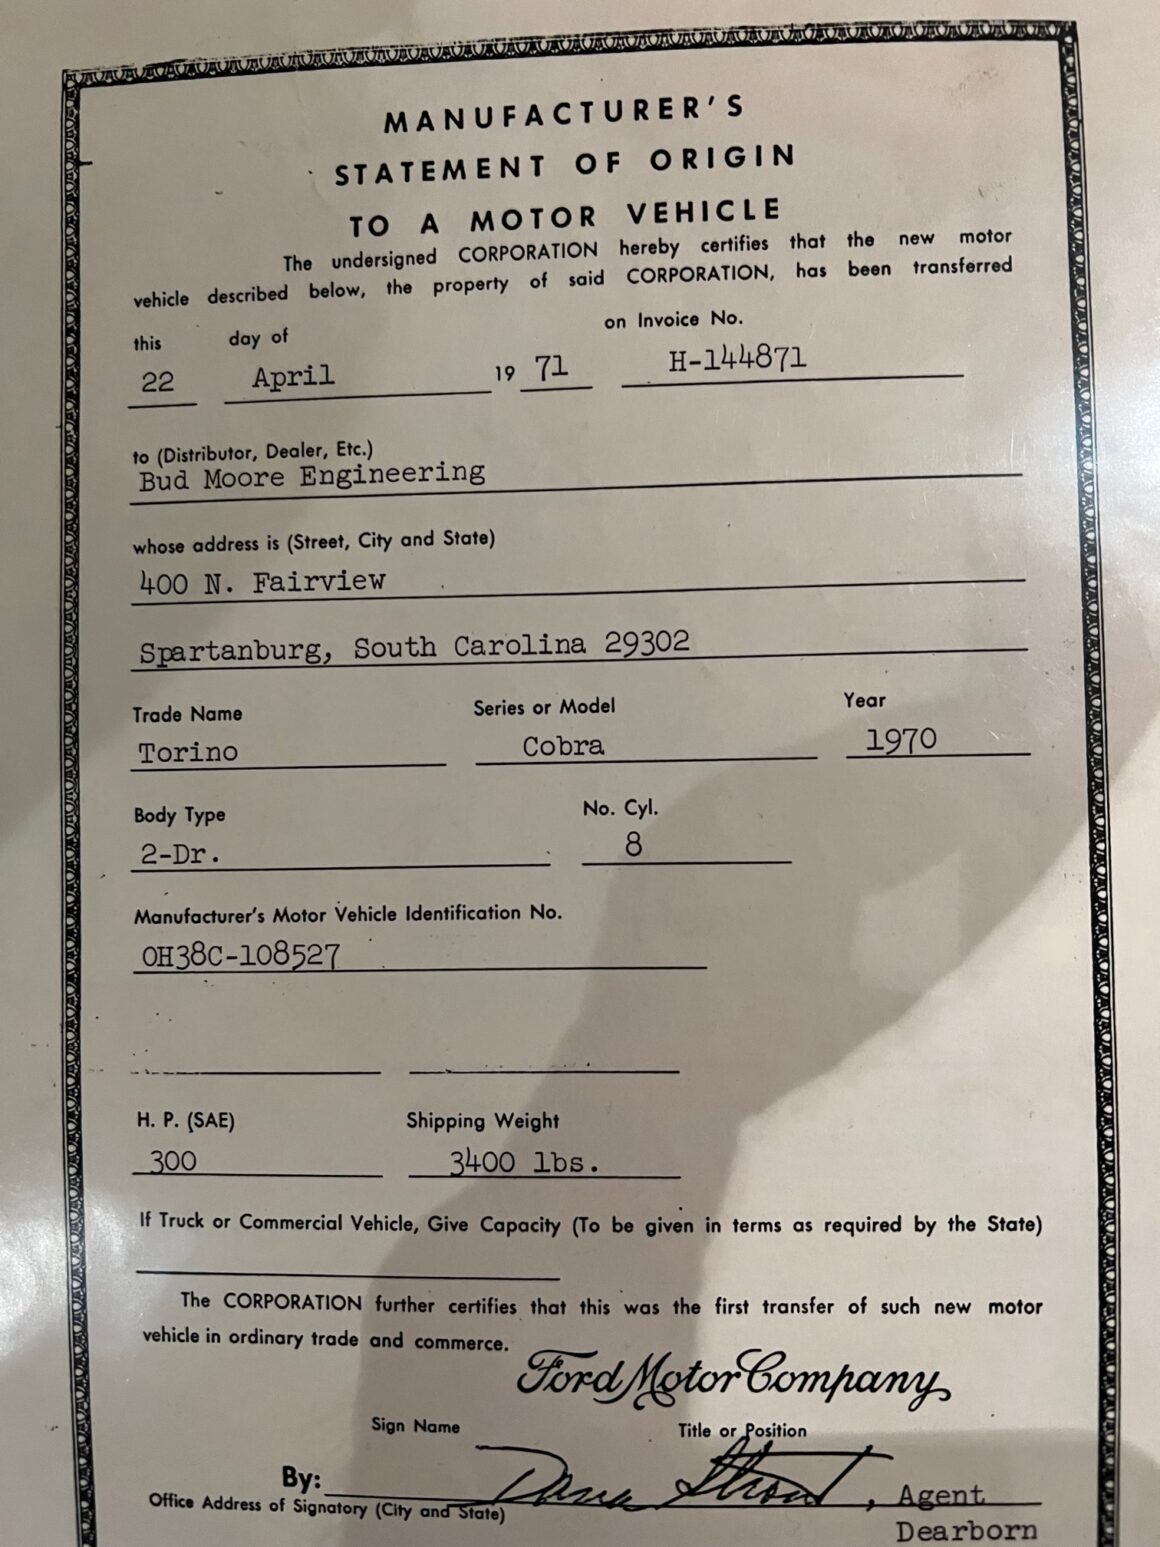 MANUFACTURER'S
STATEMENT OF ORIGIN
TO A MOTOR VEHICLE
The undersigned CORPORATION hereby certifies that the new motor
vehicle described below, the property of said CORPORATION, has been transferred
this day of on Invoice No.
22 April 19 71 H-144871
to (Distributor, Dealer, Etc.)
Bud Moore Engineering
whose address is (Street, City and State)
400 N. Fairview
Spartanburg, South Carolina 29302
Trade Name Series or Model Year
Torino Cobra 1970
Body Type No. Cyl.
2-Dr. 8
Manufacturer's Motor Vehicle Identification No.
OH38C-108527
H. P. (SAE) Shipping Weight
300 3400 lbs.
If Truck or Commercial Vehicle, Give Capacity (To be given in terms as required by the State)
The CORPORATION further certifies that this was the first transfer of such new motor
vehicle in ordinary trade and commerce.
Ford Motor Company
Sign Name Title or Position
By: Dana Strout, Agent
Office Address of Signatory (City and State)
Dearborn